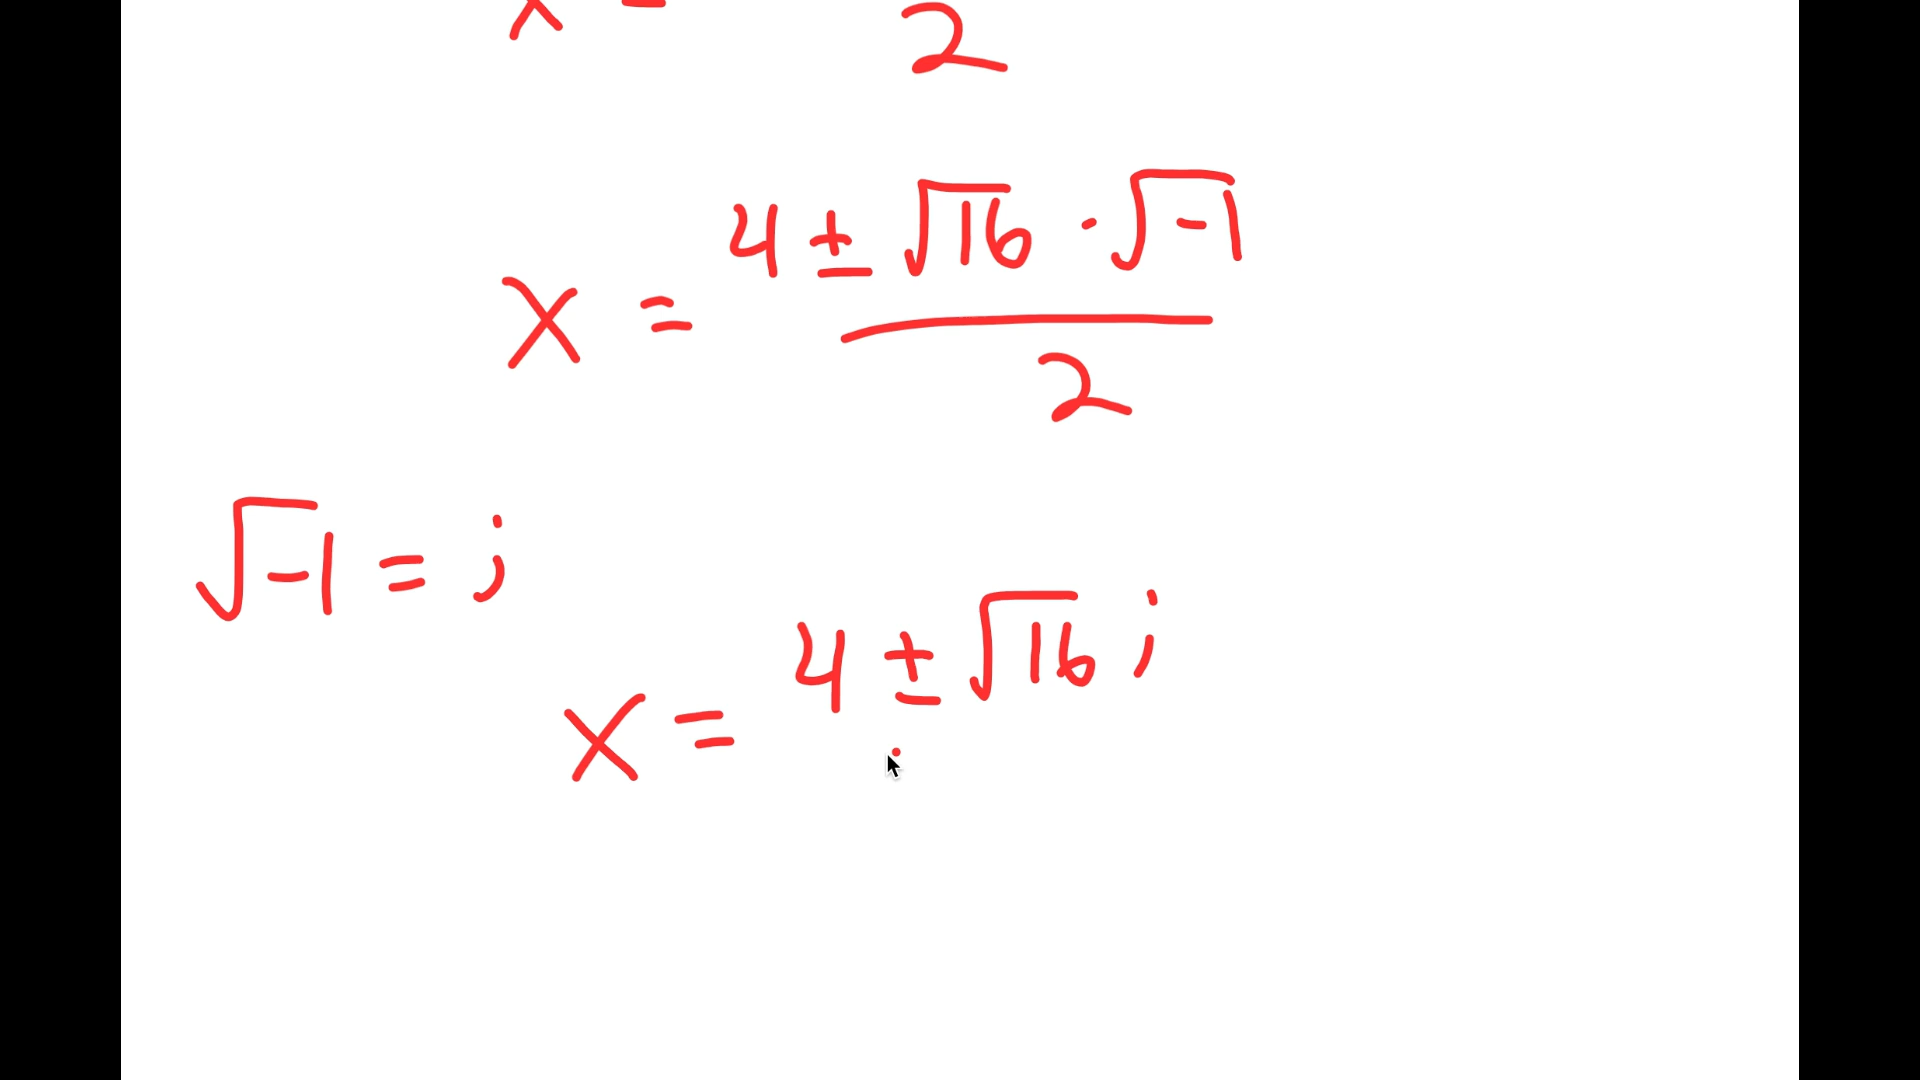 x =
2
x = 4 ± √16 · √-1
2
√-1 = i
x = 4 ± √16 i